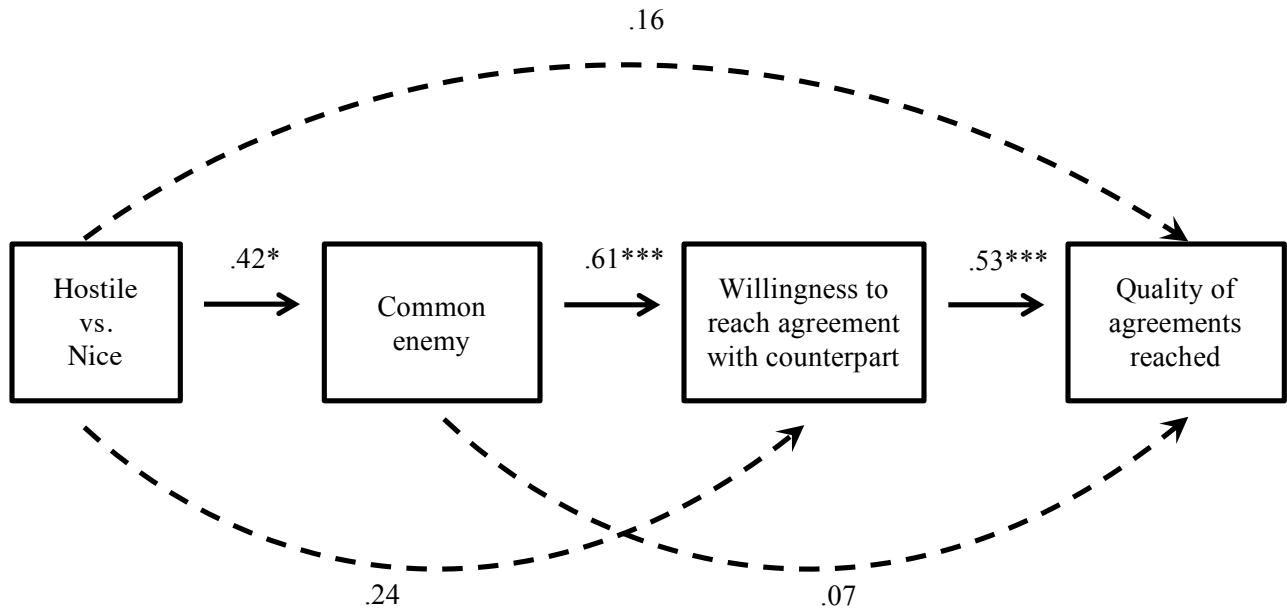 .16
Hostile
vs.
Nice
.42*
Common
enemy
.61***
Willingness to
reach agreement
with counterpart
.53***
Quality of
agreements
reached
.24
.07